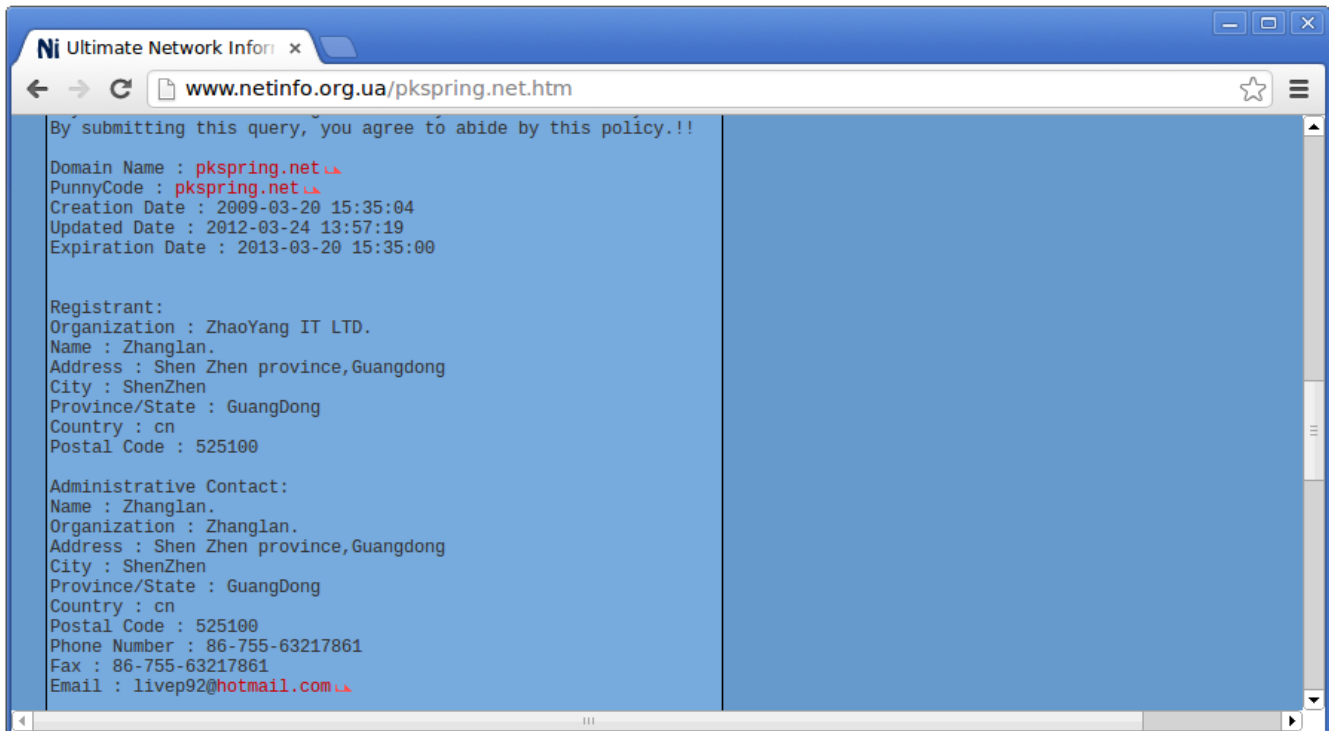 Ni Ultimate Network Infor
www.netinfo.org.ua/pkspring.net.htm
By submitting this query, you agree to abide by this policy.!!
Domain Name : pkspring.net
PunnyCode : pkspring.net
Creation Date : 2009-03-20 15:35:04
Updated Date : 2012-03-24 13:57:19
Expiration Date : 2013-03-20 15:35:00
Registrant:
Organization : ZhaoYang IT LTD.
Name : Zhanglan.
Address : Shen Zhen province,Guangdong
City : ShenZhen
Province/State : GuangDong
Country : cn
Postal Code : 525100
Administrative Contact:
Name : Zhanglan.
Organization : Zhanglan.
Address : Shen Zhen province,Guangdong
City : ShenZhen
Province/State : GuangDong
Country : cn
Postal Code : 525100
Phone Number : 86-755-63217861
Fax : 86-755-63217861
Email : livep92@hotmail.com